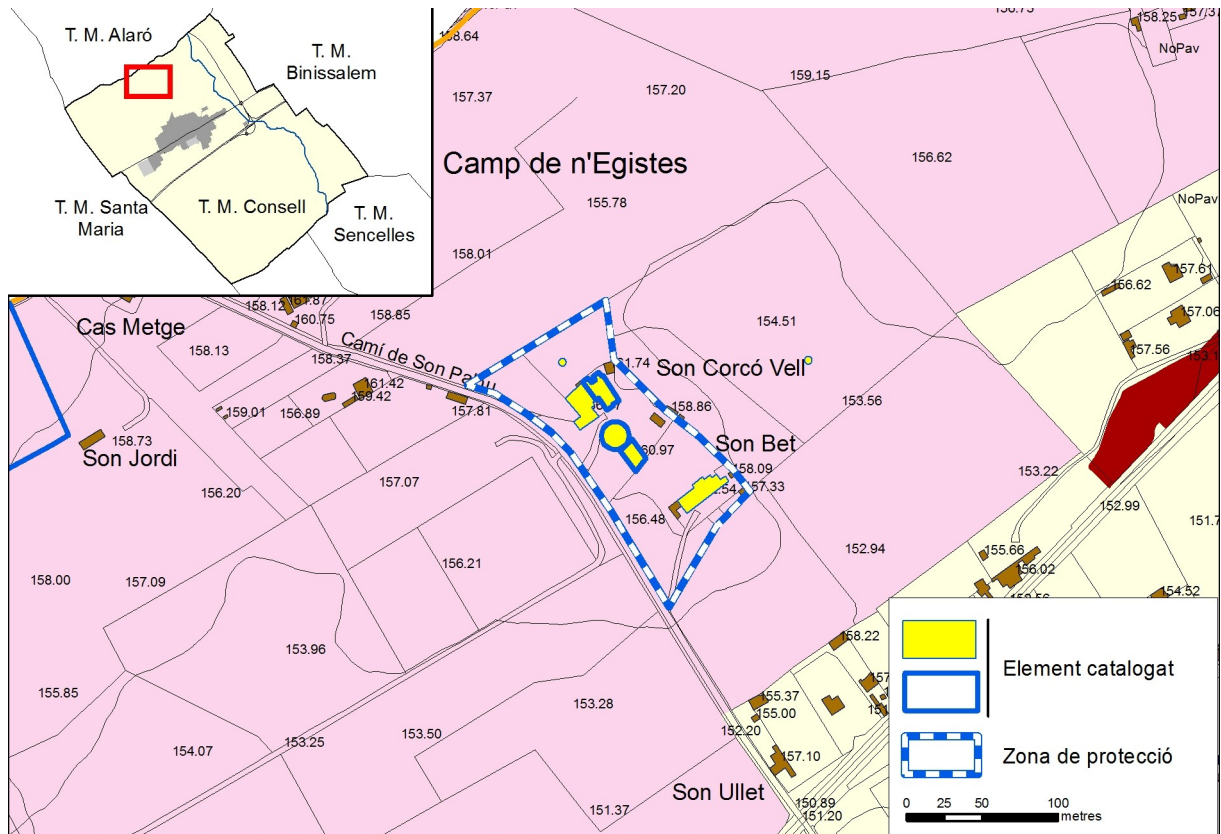 T. M. Alaró
T. M.
Binissalem
T. M. Santa
Maria
T. M. Consell
T. M.
Sencelles
158.64
158.25
NoPav
159.15
157.37
157.20
156.62
Camp de n'Egistes
155.78
NoPav
158.01
157.61
156.62
157.06
158.12
161.87
160.75
158.85
Cas Metge
158.13
158.37
Camí de Son
154.51
157.56
Son Corcó Vell
161.42
159.42
157.81
159.01
156.89
158.86
153.56
158.73
Son Jordi
Son Bet
158.09
157.33
153.22
156.20
157.07
156.48
152.99
152.94
155.66
156.02
158.00
157.09
156.21
154.52
153.96
158.22
155.85
153.28
155.37
155.00
152.20
154.07
153.25
153.50
157.10
Son Ullet
151.37
150.89
151.20
Element catalogat
Zona de protecció
0 25 50 100
metres